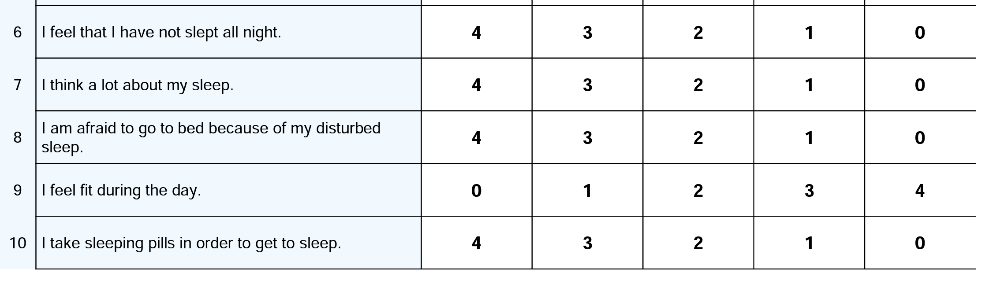 6 I feel that I have not slept all night. 4 3 2 1 0
7 I think a lot about my sleep. 4 3 2 1 0
8 I am afraid to go to bed because of my disturbed
sleep. 4 3 2 1 0
9 I feel fit during the day. 0 1 2 3 4
10 I take sleeping pills in order to get to sleep. 4 3 2 1 0